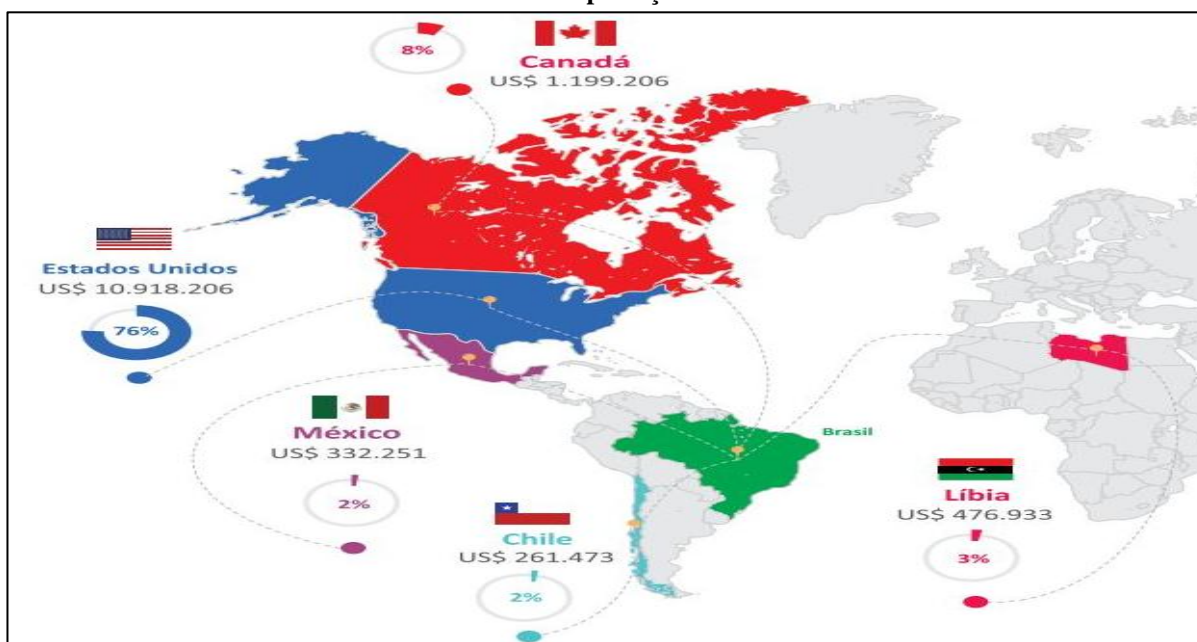 8%
Canadá
US$ 1.199.206
Estados Unidos
US$ 10.918.206
76%
México
US$ 332.251
2%
Chile
US$ 261.473
2%
Brasil
Líbia
US$ 476.933
3%